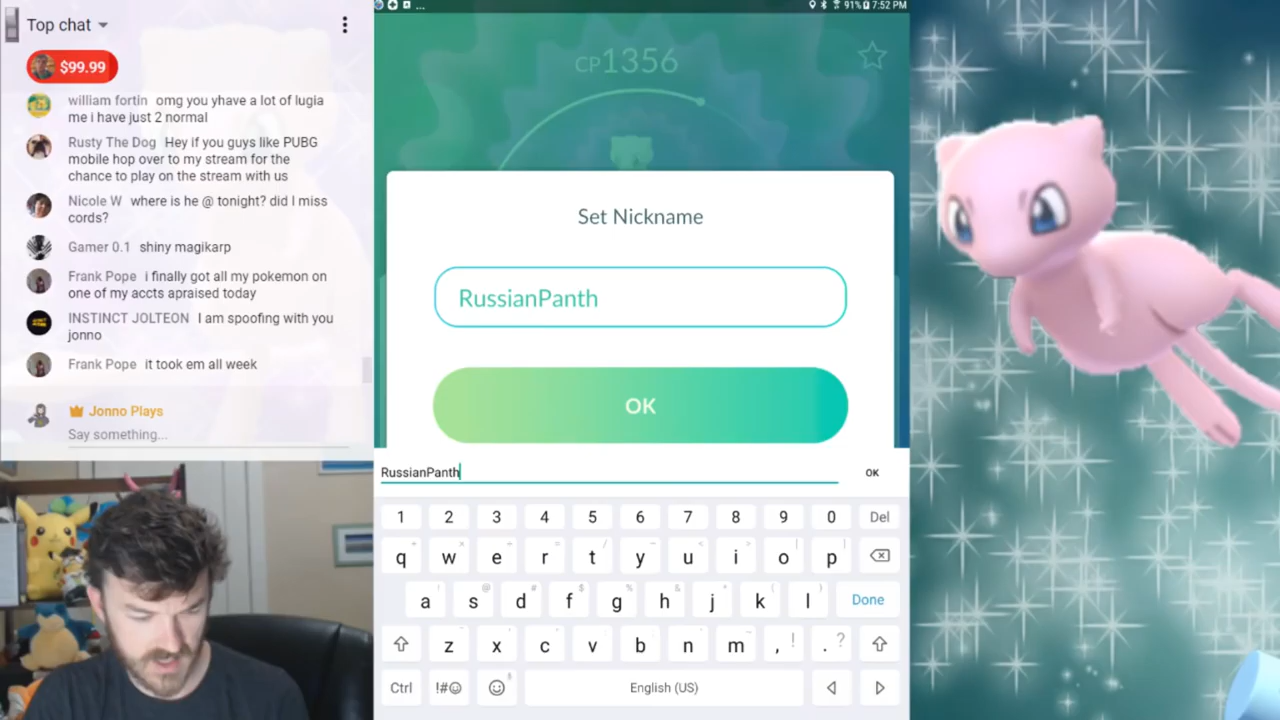 Top chat
$99.99
william fortin omg you yhave a lot of lugia
me i have just 2 normal
Rusty The Dog Hey if you guys like PUBG
mobile hop over to my stream for the
chance to play on the stream with us
Nicole W where is he @ tonight? did I miss
cords?
Gamer 0.1 shiny magikarp
Frank Pope i finally got all my pokemon on
one of my accts apraised today
INSTINCT JOLTEON I am spoofing with you
jonno
Frank Pope it took em all week
Jonno Plays
Say something...
... 91% 7:52 PM
CP1356
Set Nickname
RussianPanth
OK
RussianPanth OK
1 2 3 4 5 6 7 8 9 0 Del
q w e r t y u i o p
a s d f g h j k l Done
z x c v b n m , ! . ?
Ctrl !#☺ English (US)